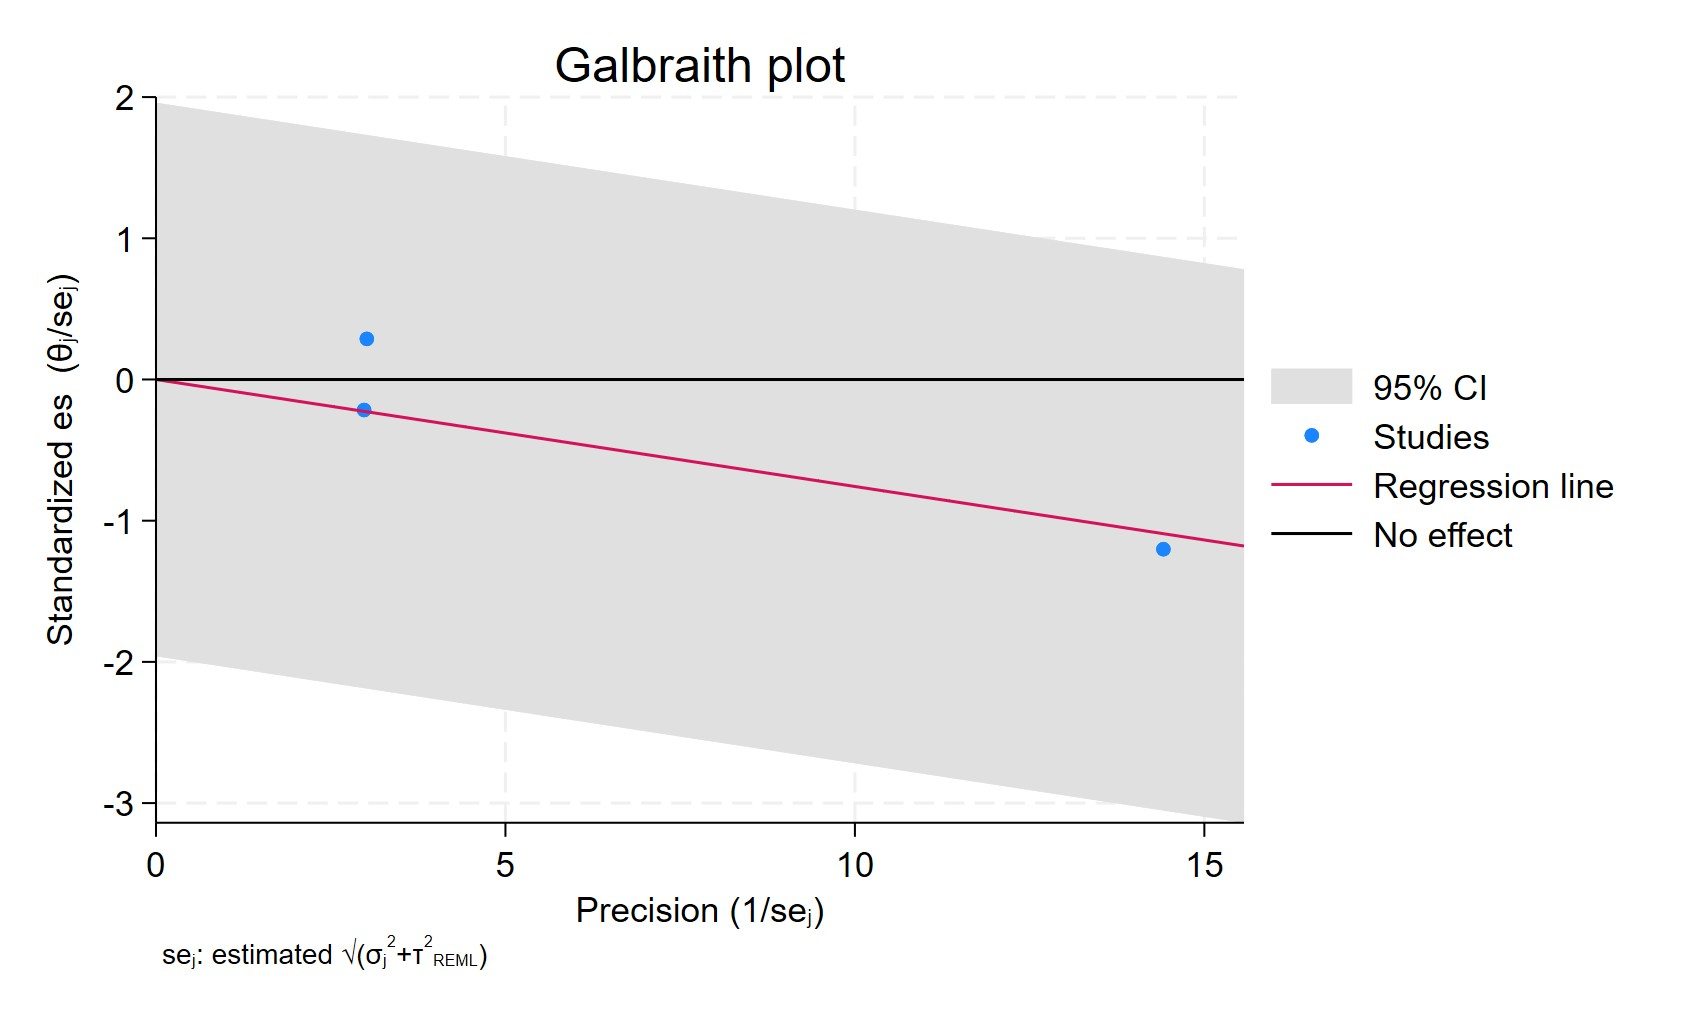 Galbraith plot
Standardized es (θⱼ/seⱼ)
2
1
0
-1
-2
-3
0
5
10
15
Precision (1/seⱼ)
seⱼ: estimated √(σⱼ²+τ²REML)
95% CI
Studies
Regression line
No effect